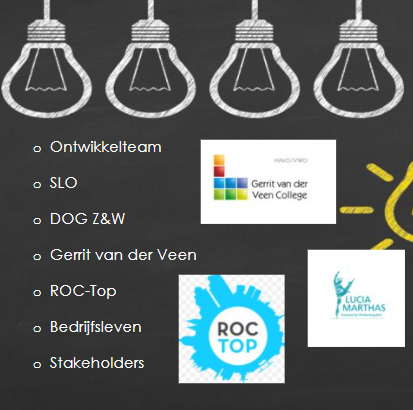 Ontwikkelteam
SLO
DOG Z&W
Gerrit van der Veen
ROC-Top
Bedrijfsleven
Stakeholders
HAVO/VWO
Gerrit van der
Veen College
ROC
TOP
LUCIA
MARTHAS